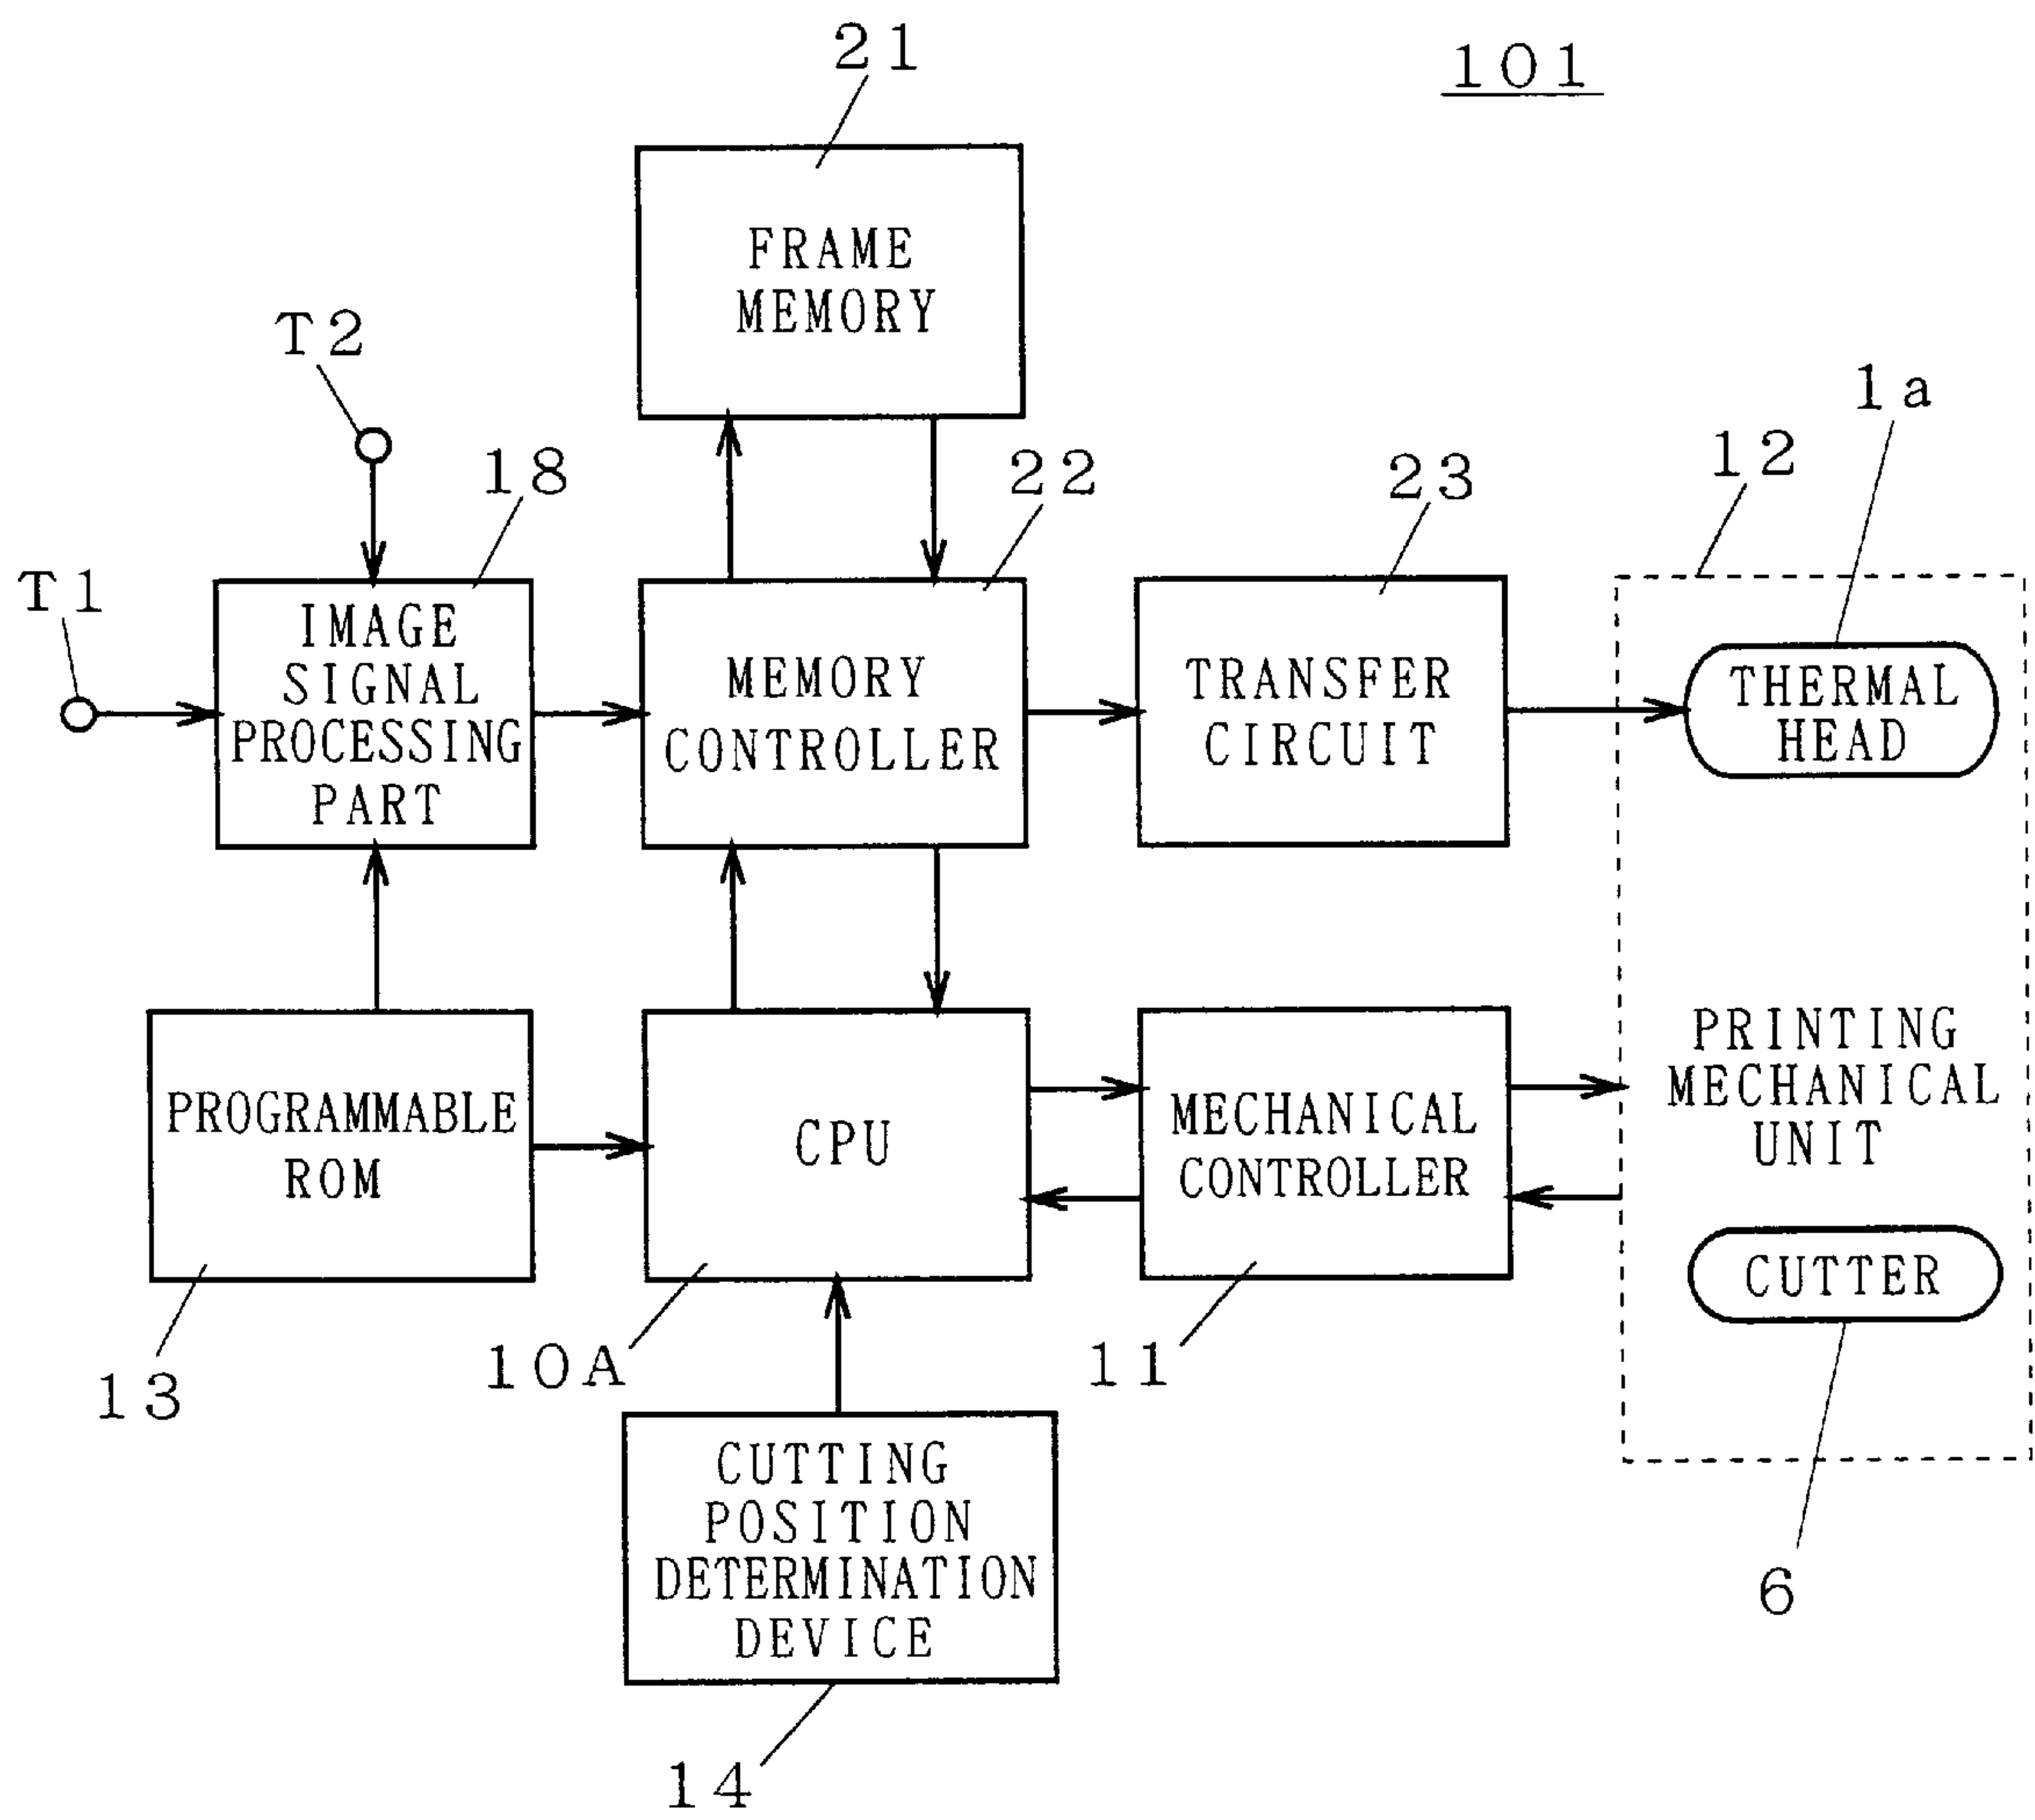 21
101
FRAME
MEMORY
T2
1a
12
18
22
23
T1
IMAGE
SIGNAL
PROCESSING
PART
MEMORY
CONTROLLER
TRANSFER
CIRCUIT
THERMAL
HEAD
PROGRAMMABLE
ROM
CPU
MECHANICAL
CONTROLLER
PRINTING
MECHANICAL
UNIT
CUTTER
13
10A
11
6
CUTTING
POSITION
DETERMINATION
DEVICE
14